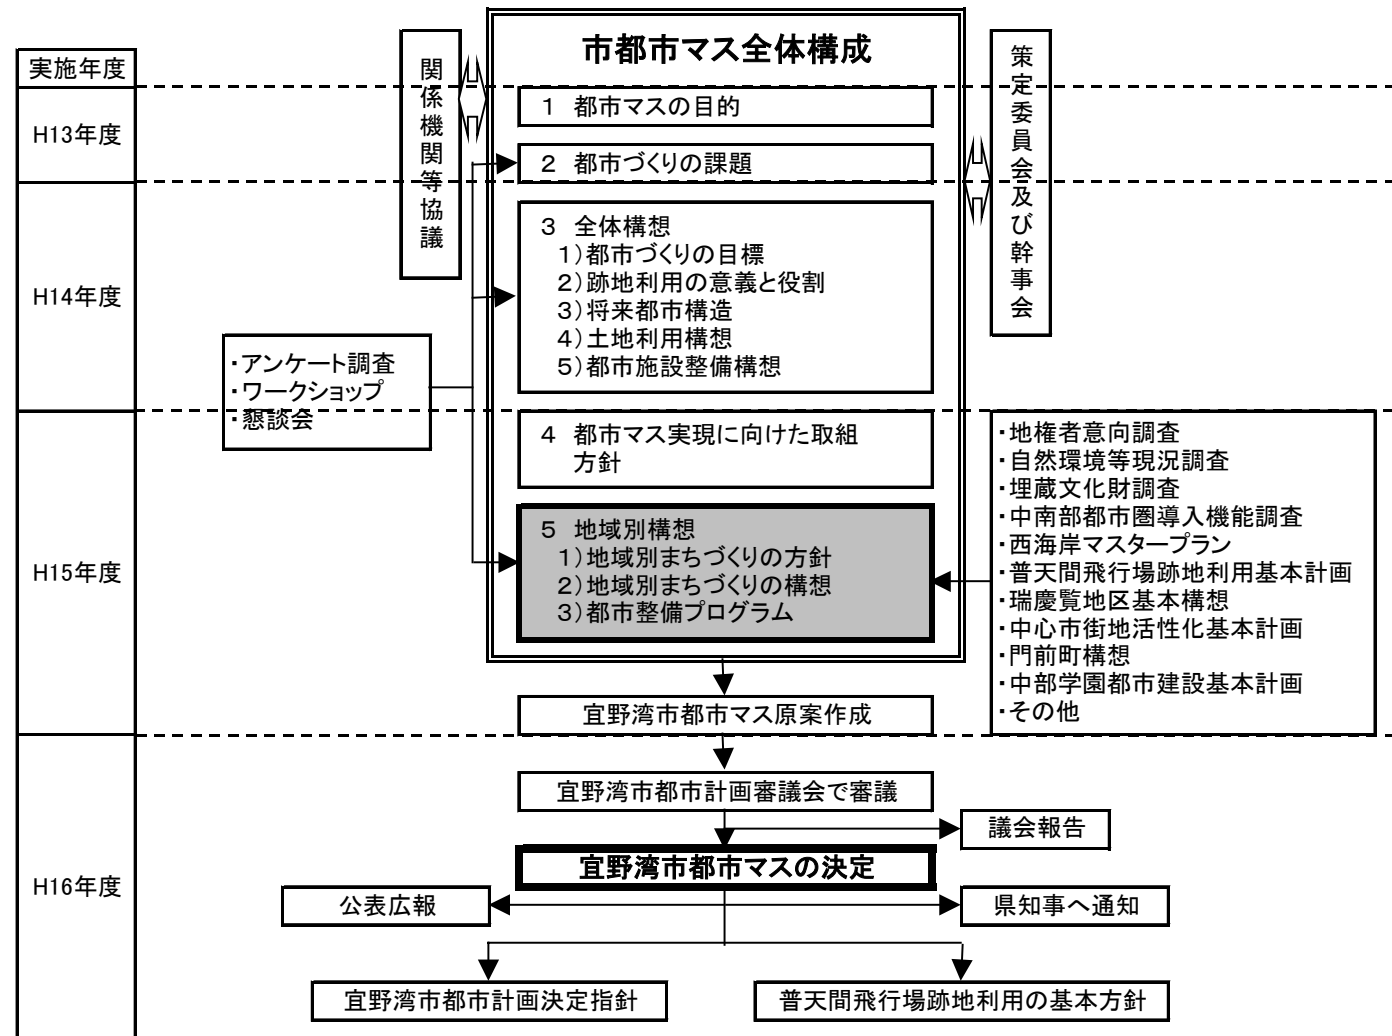 市都市マス全体構成
実施年度
H13年度
H14年度
H15年度
H16年度
関係機関等協議
策定委員会及び幹事会
1 都市マスの目的
2 都市づくりの課題
3 全体構想
1)都市づくりの目標
2)跡地利用の意義と役割
3)将来都市構造
4)土地利用構想
5)都市施設整備構想
・アンケート調査
・ワークショップ
・懇談会
4 都市マス実現に向けた取組
方針
5 地域別構想
1)地域別まちづくりの方針
2)地域別まちづくりの構想
3)都市整備プログラム
・地権者意向調査
・自然環境等現況調査
・埋蔵文化財調査
・中南部都市圏導入機能調査
・西海岸マスタープラン
・普天間飛行場跡地利用基本計画
・瑞慶覧地区基本構想
・中心市街地活性化基本計画
・門前町構想
・中部学園都市建設基本計画
・その他
宜野湾市都市マス原案作成
宜野湾市都市計画審議会で審議
議会報告
宜野湾市都市マスの決定
公表広報
県知事へ通知
宜野湾市都市計画決定指針
普天間飛行場跡地利用の基本方針